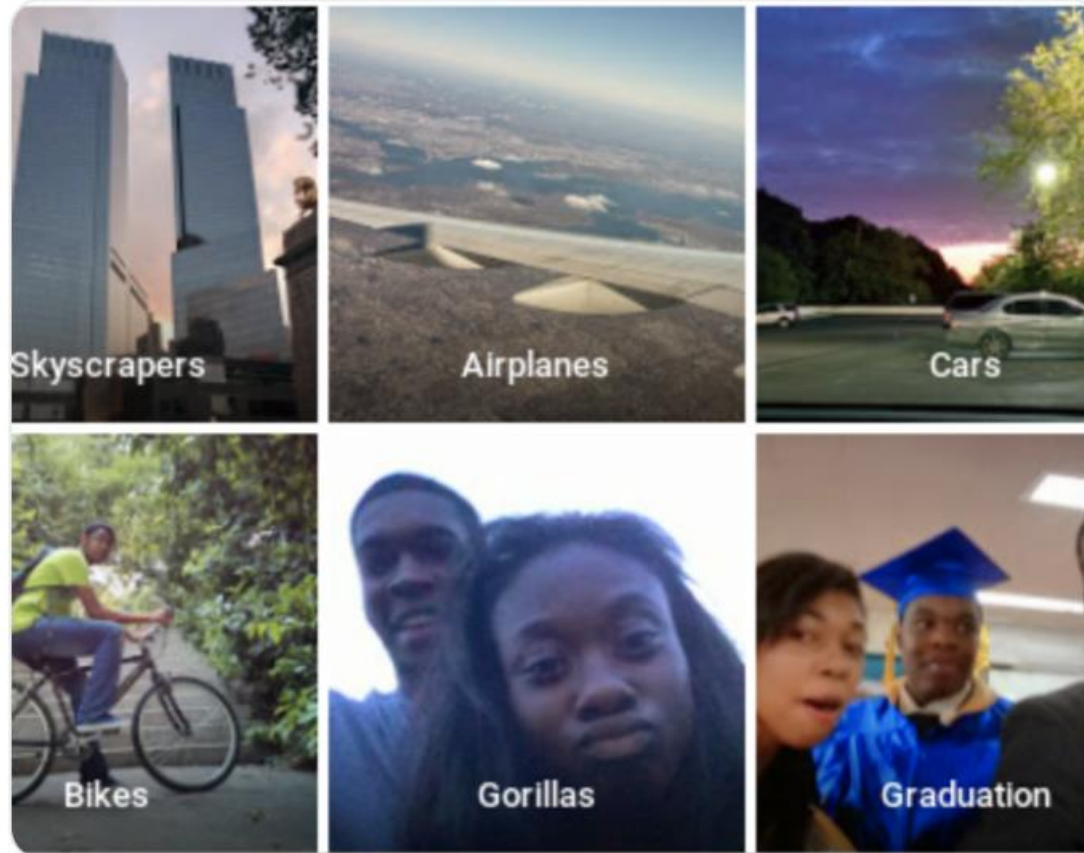 Skyscrapers
Airplanes
Cars
Bikes
Gorillas
Graduation